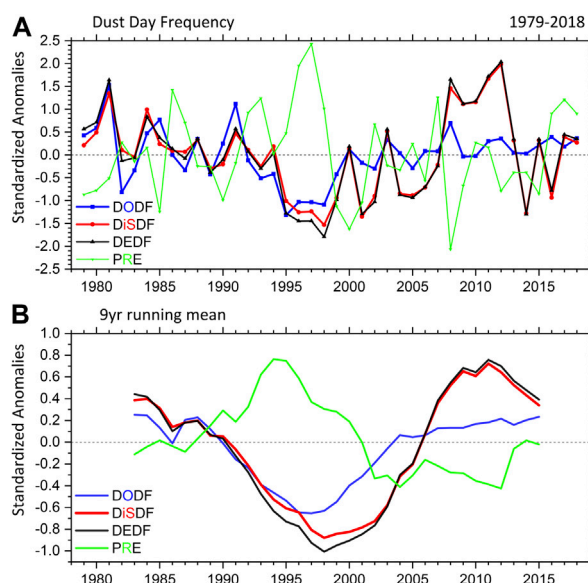 A
Dust Day Frequency
1979-2018
Standardized Anomalies
2.5
2.0
1.5
1.0
0.5
0.0
-0.5
-1.0
-1.5
-2.0
-2.5
DODF
DiSDF
DEDF
PRE
1980 1985 1990 1995 2000 2005 2010 2015
B
9yr running mean
Standardized Anomalies
1.0
0.8
0.6
0.4
0.2
0.0
-0.2
-0.4
-0.6
-0.8
-1.0
DODF
DiSDF
DEDF
PRE
1980 1985 1990 1995 2000 2005 2010 2015